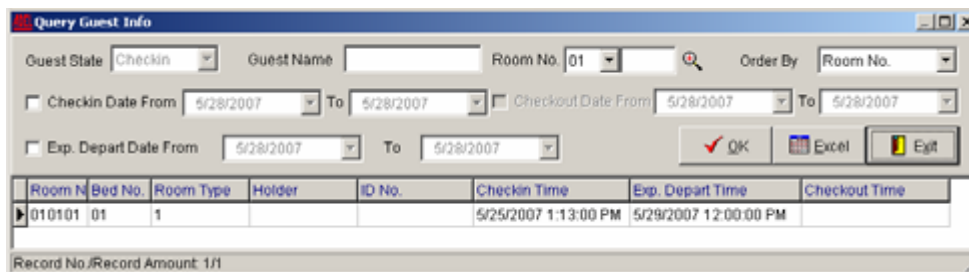 Query Guest Info
Guest State Checkin Guest Name Room No. 01 Order By Room No.
Checkin Date From 5/28/2007 To 5/28/2007 Checkout Date From 5/28/2007 To 5/28/2007
Exp. Depart Date From 5/28/2007 To 5/28/2007 OK Excel Exit
Room N Bed No. Room Type Holder ID No. Checkin Time Exp. Depart Time Checkout Time
010101 01 1 5/25/2007 1:13:00 PM 5/29/2007 12:00:00 PM
Record No./Record Amount: 1/1